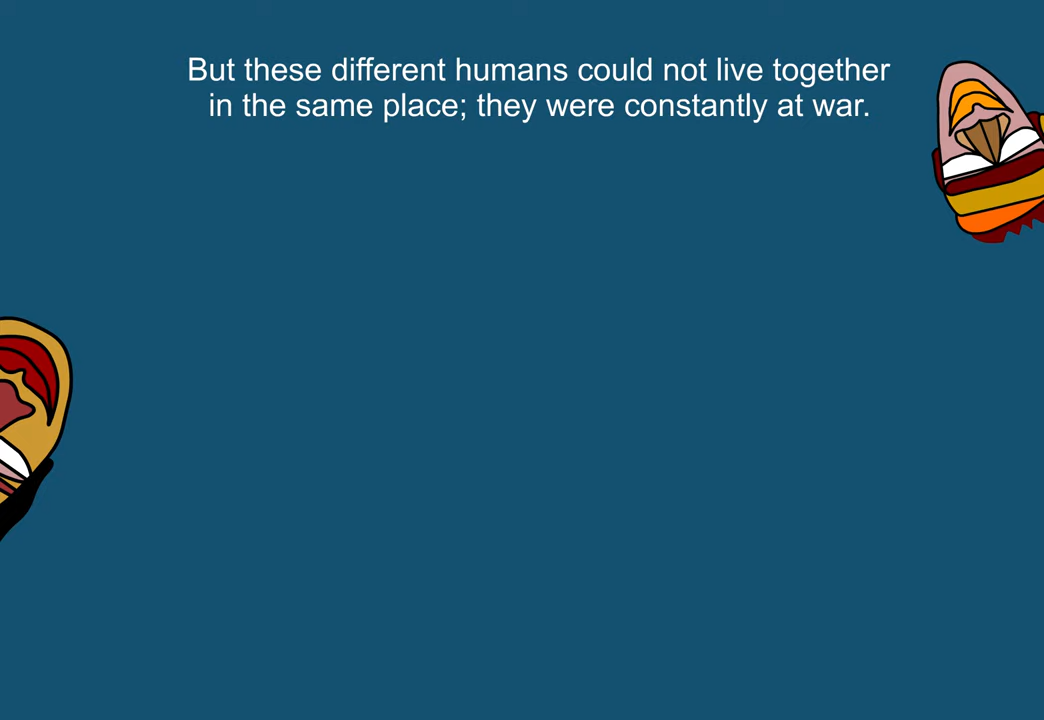 But these different humans could not live together
in the same place; they were constantly at war.